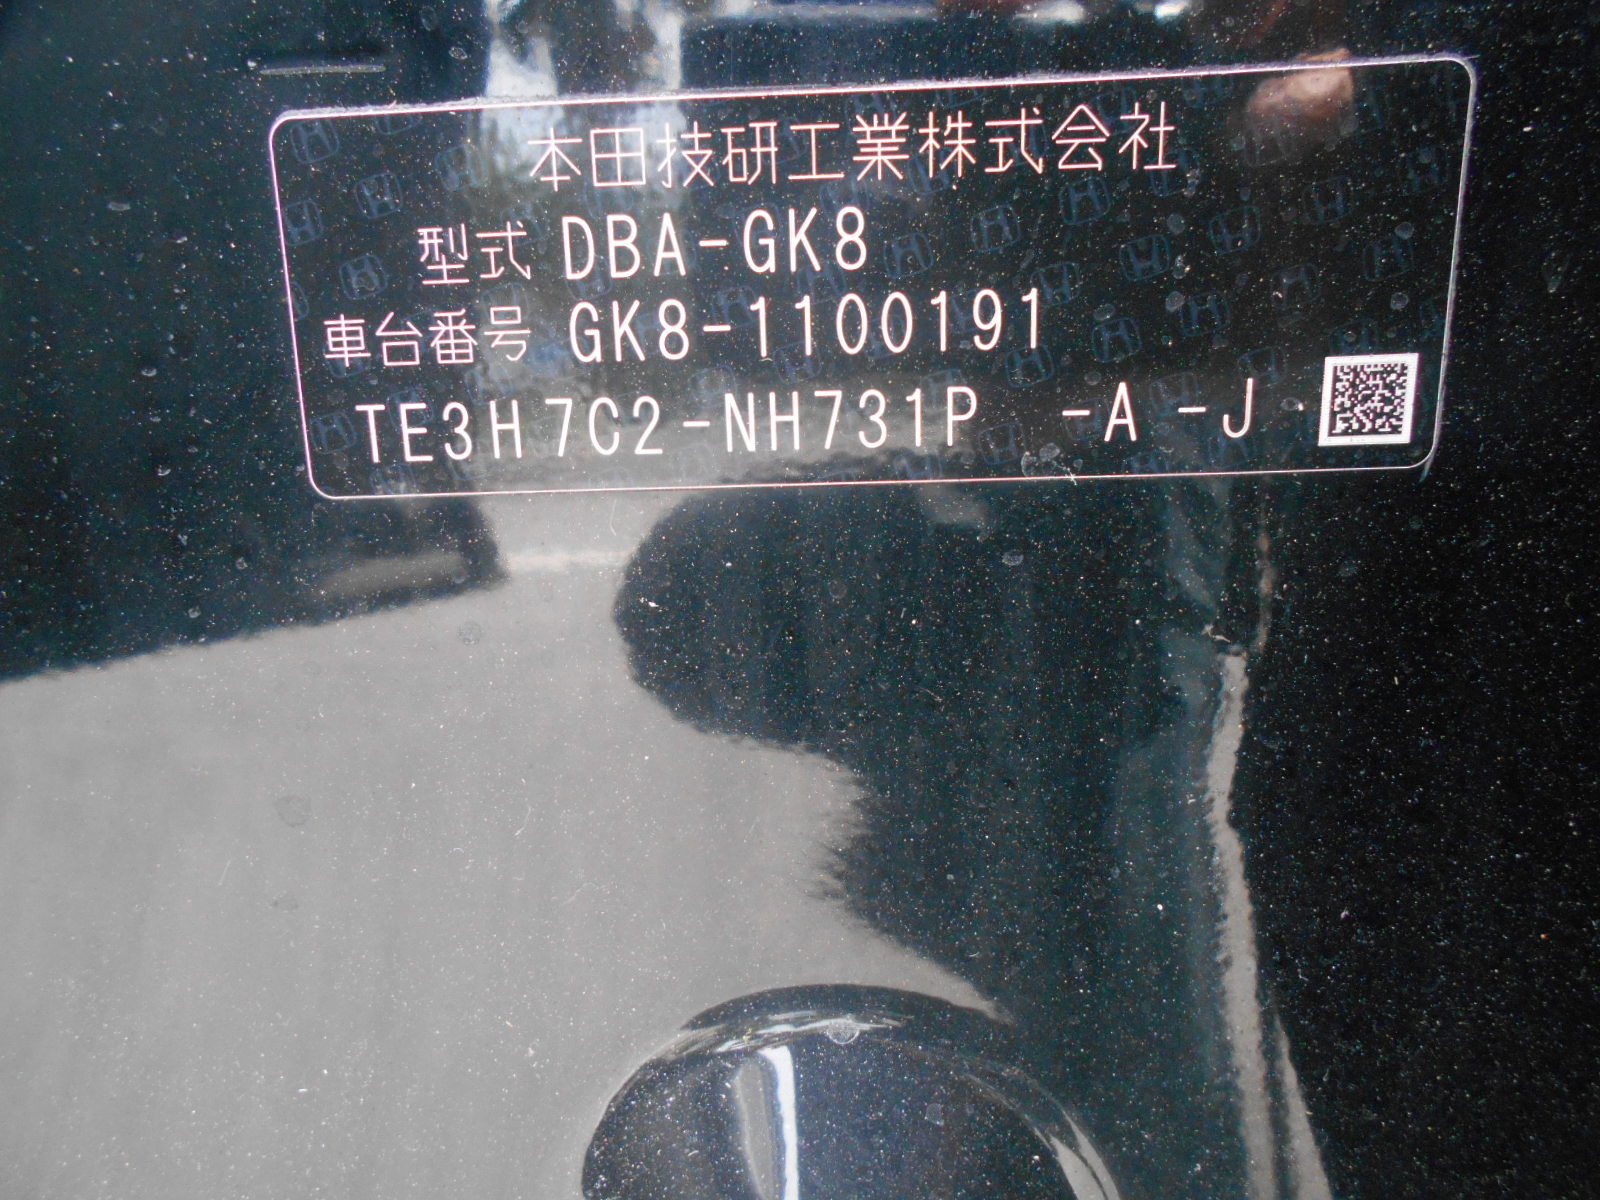 本田技研工業株式会社
型式 DBA-GK8
車台番号 GK8-1100191
TE3H7C2-NH731P -A -J